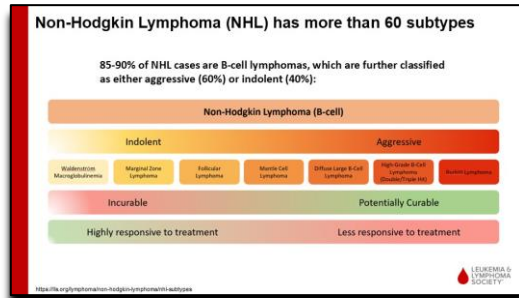 Non-Hodgkin Lymphoma (NHL) has more than 60 subtypes
85-90% of NHL cases are B-cell lymphomas, which are further classified
as either aggressive (60%) or indolent (40%):
Non-Hodgkin Lymphoma (B-cell)
Indolent Aggressive
Waldenstrom
Macroglobulinemia
Marginal Zone
Lymphoma
Follicular
Lymphoma
Mantle Cell
Lymphoma
Diffuse Large B-Cell
Lymphoma
High-Grade B-Cell
Lymphoma
(Double/Triple Hit)
Burkitt Lymphoma
Incurable Potentially Curable
Highly responsive to treatment Less responsive to treatment
https://lls.org/lymphoma/non-hodgkin-lymphoma/nhl-subtypes
LEUKEMIA &
LYMPHOMA
SOCIETY